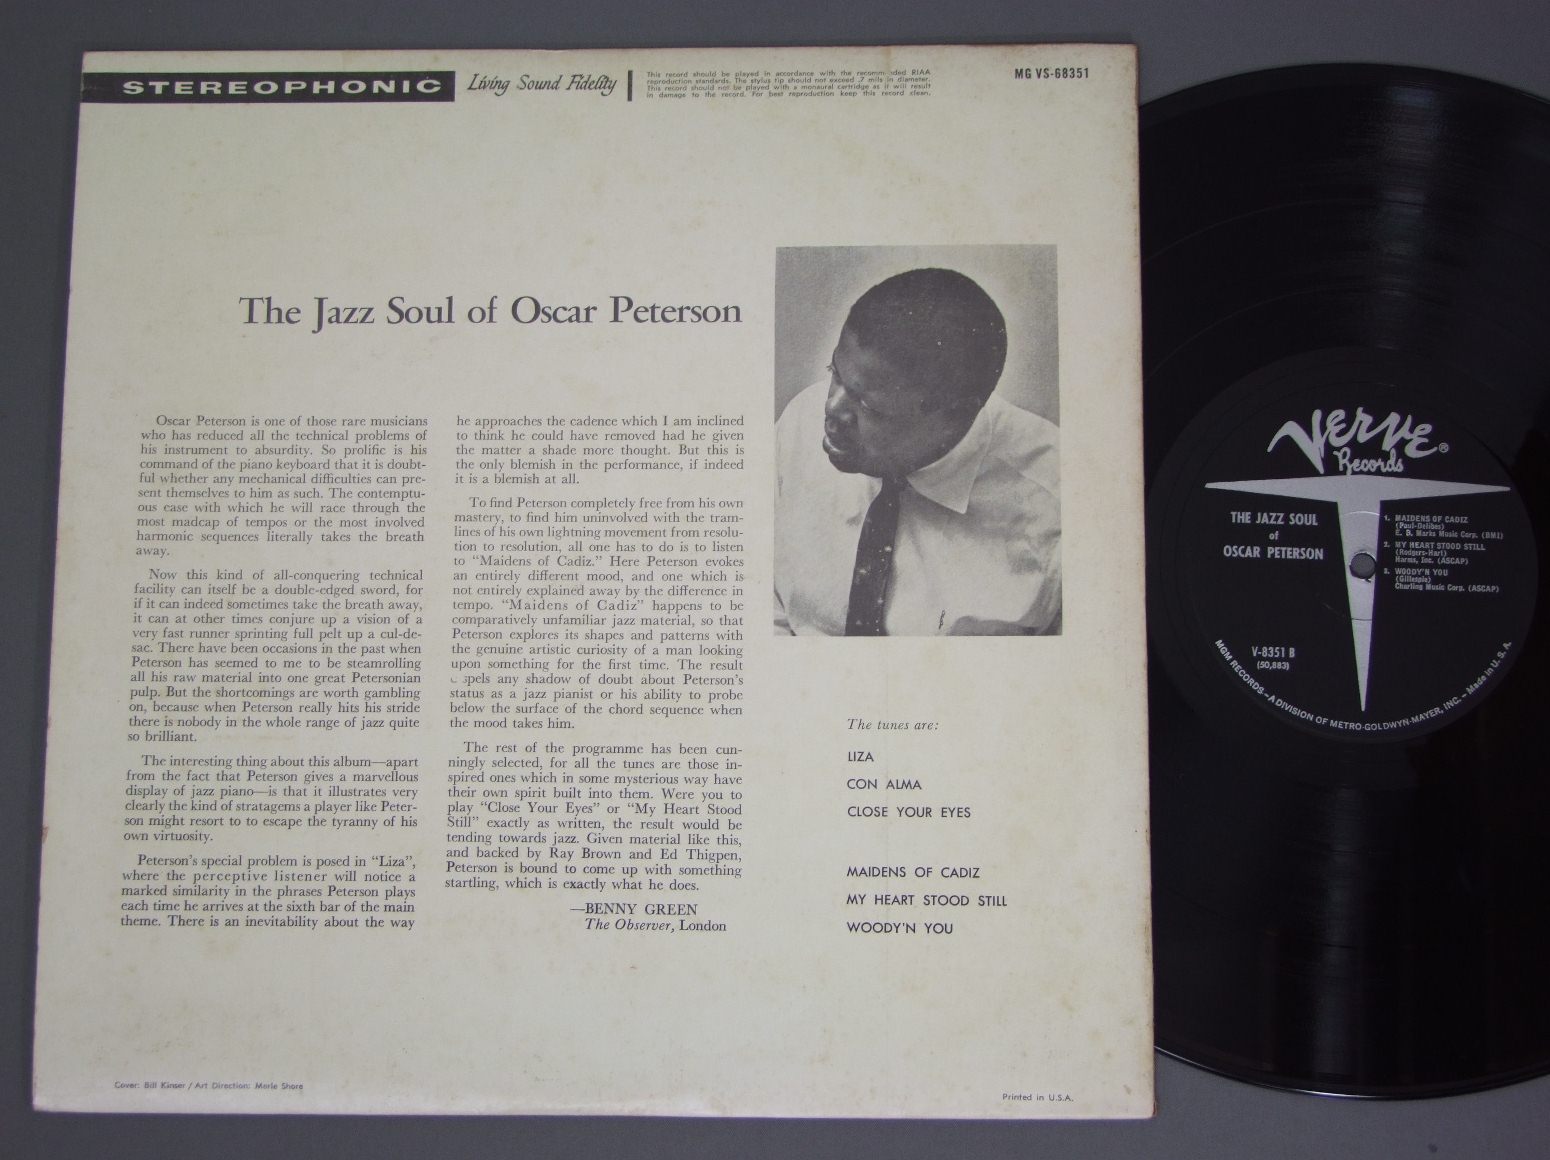 STEREOPHONIC
Living Sound Fidelity
This record should be played in accordance with the recomm ded RIAA
reproduction standards. The stylus tip should not exceed .7 mils in diameter.
This record should not be played with a monaural cartridge as it will result
in damage to the record. For best reproduction keep this record clean.
MG VS-68351
The Jazz Soul of Oscar Peterson
Oscar Peterson is one of those rare musicians
who has reduced all the technical problems of
his instrument to absurdity. So prolific is his
command of the piano keyboard that it is doubt-
ful whether any mechanical difficulties can pre-
sent themselves to him as such. The contemptu-
ous case with which he will race through the
most madcap of tempos or the most involved
harmonic sequences literally takes the breath
away.
Now this kind of all-conquering technical
facility can itself be a double-edged sword, for
if it can indeed sometimes take the breath away,
it can at other times conjure up a vision of a
very fast runner sprinting full pelt up a cul-de-
sac. There have been occasions in the past when
Peterson has seemed to me to be steamrolling
all his raw material into one great Petersonian
pulp. But the shortcomings are worth gambling
on, because when Peterson really hits his stride
there is nobody in the whole range of jazz quite
so brilliant.
The interesting thing about this album—apart
from the fact that Peterson gives a marvellous
display of jazz piano—is that it illustrates very
clearly the kind of stratagems a player like Peter-
son might resort to to escape the tyranny of his
own virtuosity.
Peterson's special problem is posed in "Liza",
where the perceptive listener will notice a
marked similarity in the phrases Peterson plays
each time he arrives at the sixth bar of the main
theme. There is an inevitability about the way
he approaches the cadence which I am inclined
to think he could have removed had he given
the matter a shade more thought. But this is
the only blemish in the performance, if indeed
it is a blemish at all.
To find Peterson completely free from his own
mastery, to find him uninvolved with the tram-
lines of his own lightning movement from resolu-
tion to resolution, all one has to do is to listen
to "Maidens of Cadiz." Here Peterson evokes
an entirely different mood, and one which is
not entirely explained away by the difference in
tempo. "Maidens of Cadiz" happens to be
comparatively unfamiliar jazz material, so that
Peterson explores its shapes and patterns with
the genuine artistic curiosity of a man looking
upon something for the first time. The result
spels any shadow of doubt about Peterson's
status as a jazz pianist or his ability to probe
below the surface of the chord sequence when
the mood takes him.
The rest of the programme has been cun-
ningly selected, for all the tunes are those in-
spired ones which in some mysterious way have
their own spirit built into them. Were you to
play "Close Your Eyes" or "My Heart Stood
Still" exactly as written, the result would be
tending towards jazz. Given material like this,
and backed by Ray Brown and Ed Thigpen,
Peterson is bound to come up with something
startling, which is exactly what he does.
—BENNY GREEN
The Observer, London
The tunes are:
LIZA
CON ALMA
CLOSE YOUR EYES
MAIDENS OF CADIZ
MY HEART STOOD STILL
WOODY'N YOU
Cover: Bill Kinser / Art Direction: Merle Shore
Printed in U.S.A.
VERVE®
Records
THE JAZZ SOUL
of
OSCAR PETERSON
1. MAIDENS OF CADIZ
(Paul-Delibes)
E. B. Marks Music Corp. (BMI)
2. MY HEART STOOD STILL
(Rodgers-Hart)
Harms, Inc. (ASCAP)
3. WOODY'N YOU
(Gillespie)
Charling Music Corp. (ASCAP)
V-8351 B
(50,883)
MGM RECORDS—A DIVISION OF METRO-GOLDWYN-MAYER, INC.—Made in U.S.A.